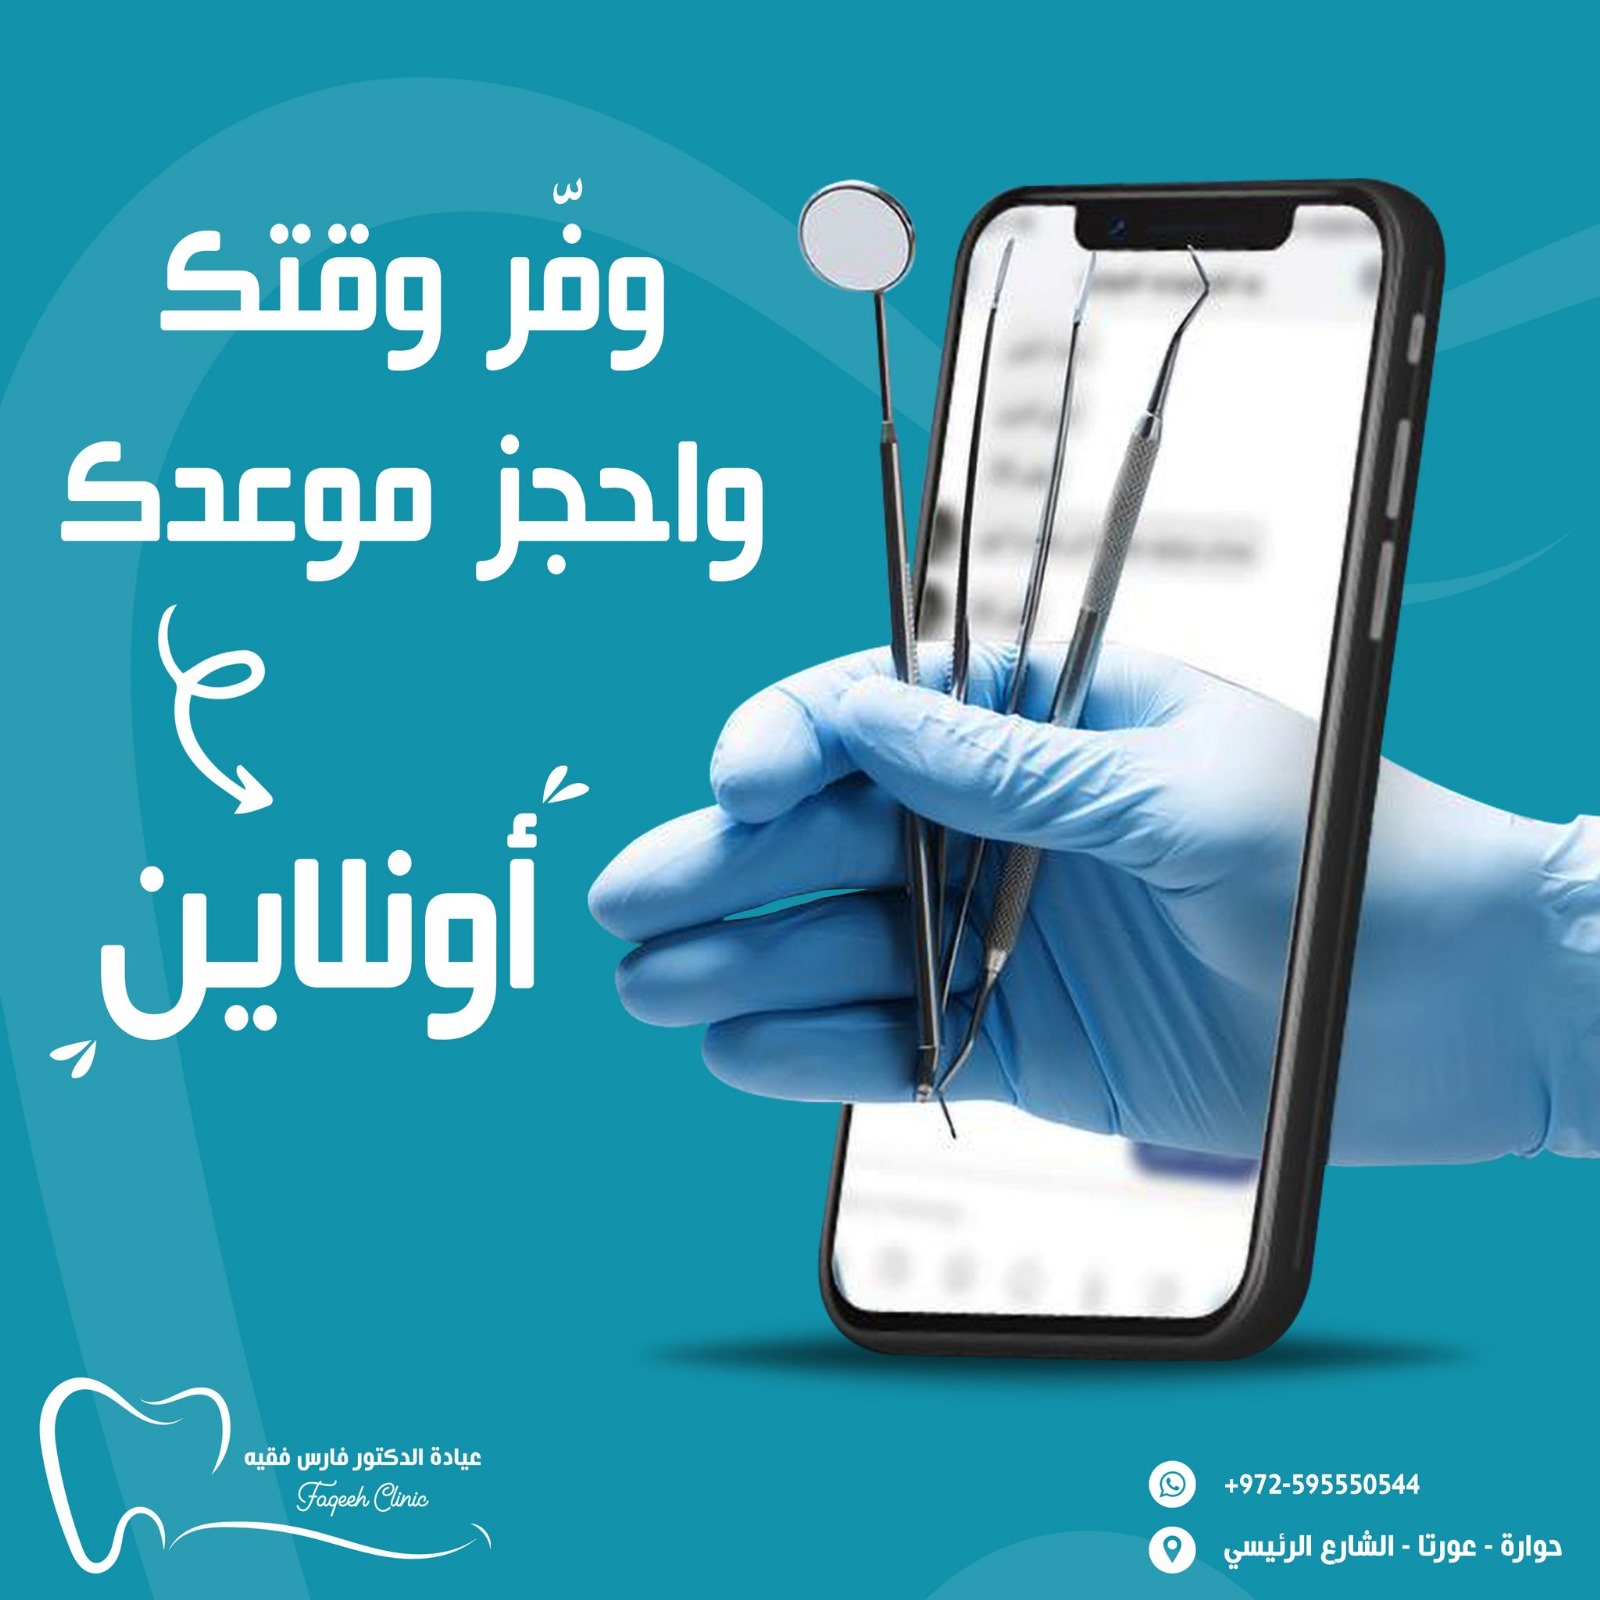 وفّر وقتك
واحجز موعدك
أونلاين
عيادة الدكتور فارس فقيه
Faqeeh Clinic
+972-595550544
حوارة - عورتا - الشارع الرئيسي